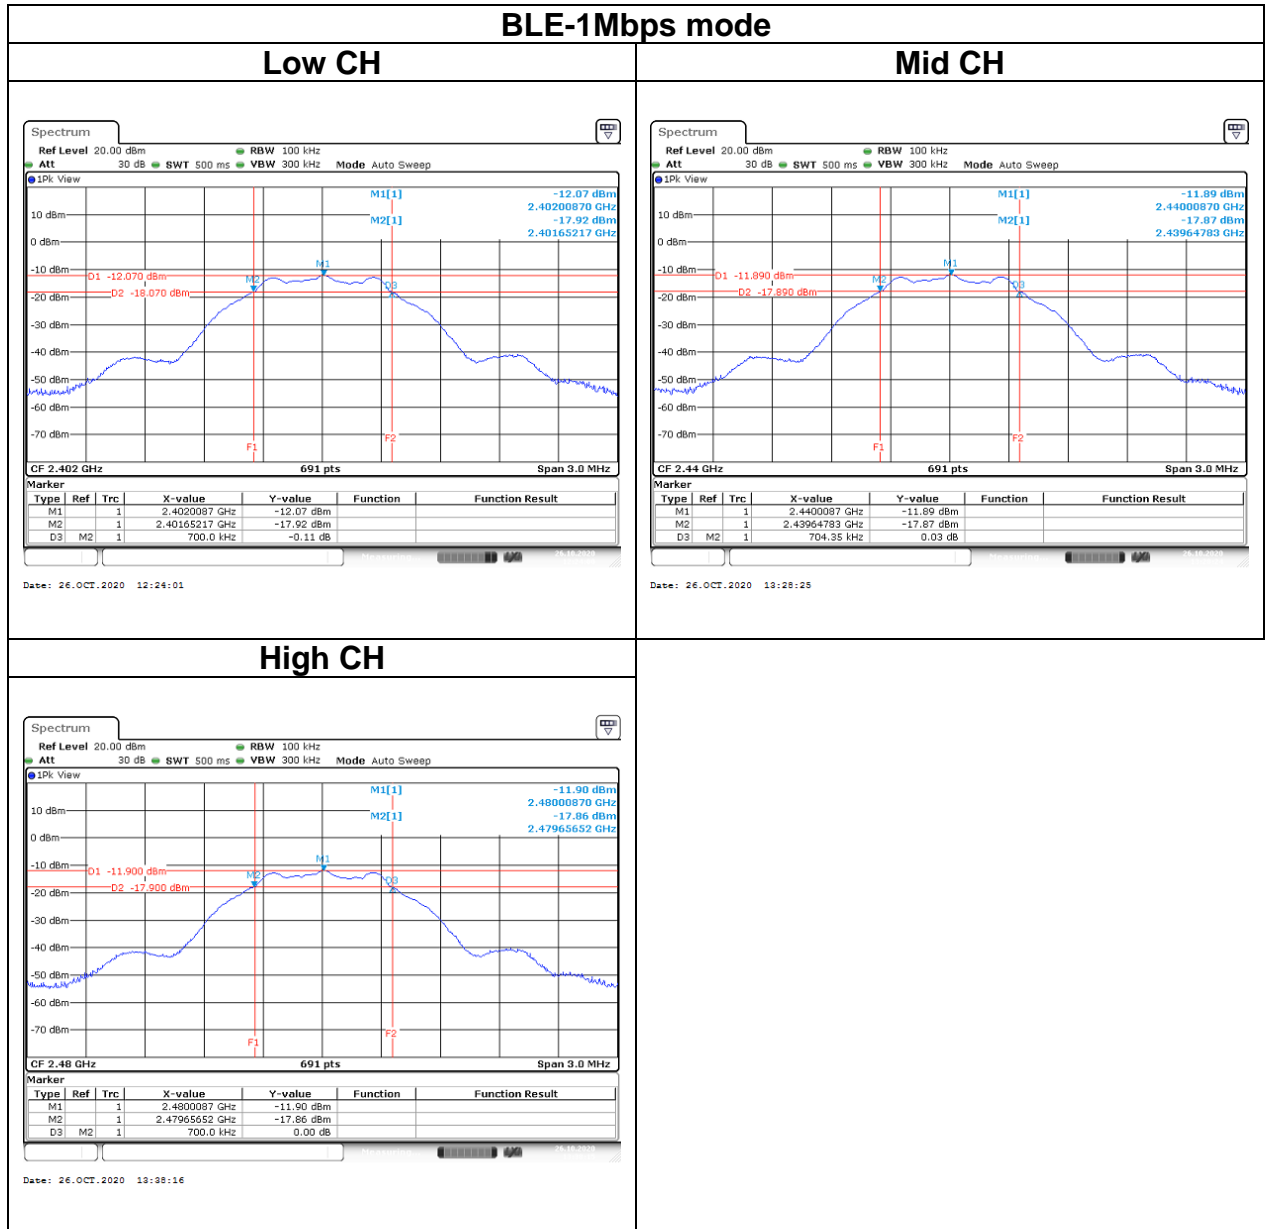 BLE-1Mbps mode
Low CH
Mid CH
Spectrum
Ref Level 20.00 dBm RBW 100 kHz
Att 30 dB SWT 500 ms VBW 300 kHz Mode Auto Sweep
1Pk View
M1[1] -12.07 dBm
2.40200870 GHz
M2[1] -17.92 dBm
2.40165217 GHz
10 dBm
0 dBm
-10 dBm
D1 -12.070 dBm
M1
M2
D3
D2 -18.070 dBm
-20 dBm
-30 dBm
-40 dBm
-50 dBm
-60 dBm
-70 dBm
F1
F2
CF 2.402 GHz 691 pts Span 3.0 MHz
Marker
Type Ref Trc X-value Y-value Function Function Result
M1 1 2.4020087 GHz -12.07 dBm
M2 1 2.40165217 GHz -17.92 dBm
D3 M2 1 700.0 kHz -0.11 dB
Date: 26.OCT.2020 12:24:01
Spectrum
Ref Level 20.00 dBm RBW 100 kHz
Att 30 dB SWT 500 ms VBW 300 kHz Mode Auto Sweep
1Pk View
M1[1] -11.89 dBm
2.44000870 GHz
M2[1] -17.87 dBm
2.43964783 GHz
10 dBm
0 dBm
-10 dBm
D1 -11.890 dBm
M1
M2
D3
D2 -17.890 dBm
-20 dBm
-30 dBm
-40 dBm
-50 dBm
-60 dBm
-70 dBm
F1
F2
CF 2.44 GHz 691 pts Span 3.0 MHz
Marker
Type Ref Trc X-value Y-value Function Function Result
M1 1 2.4400087 GHz -11.89 dBm
M2 1 2.43964783 GHz -17.87 dBm
D3 M2 1 704.35 kHz 0.03 dB
Date: 26.OCT.2020 13:28:25
High CH
Spectrum
Ref Level 20.00 dBm RBW 100 kHz
Att 30 dB SWT 500 ms VBW 300 kHz Mode Auto Sweep
1Pk View
M1[1] -11.90 dBm
2.48000870 GHz
M2[1] -17.86 dBm
2.47965652 GHz
10 dBm
0 dBm
-10 dBm
D1 -11.900 dBm
M1
M2
D3
D2 -17.900 dBm
-20 dBm
-30 dBm
-40 dBm
-50 dBm
-60 dBm
-70 dBm
F1
F2
CF 2.48 GHz 691 pts Span 3.0 MHz
Marker
Type Ref Trc X-value Y-value Function Function Result
M1 1 2.4800087 GHz -11.90 dBm
M2 1 2.47965652 GHz -17.86 dBm
D3 M2 1 700.0 kHz 0.00 dB
Date: 26.OCT.2020 13:38:16